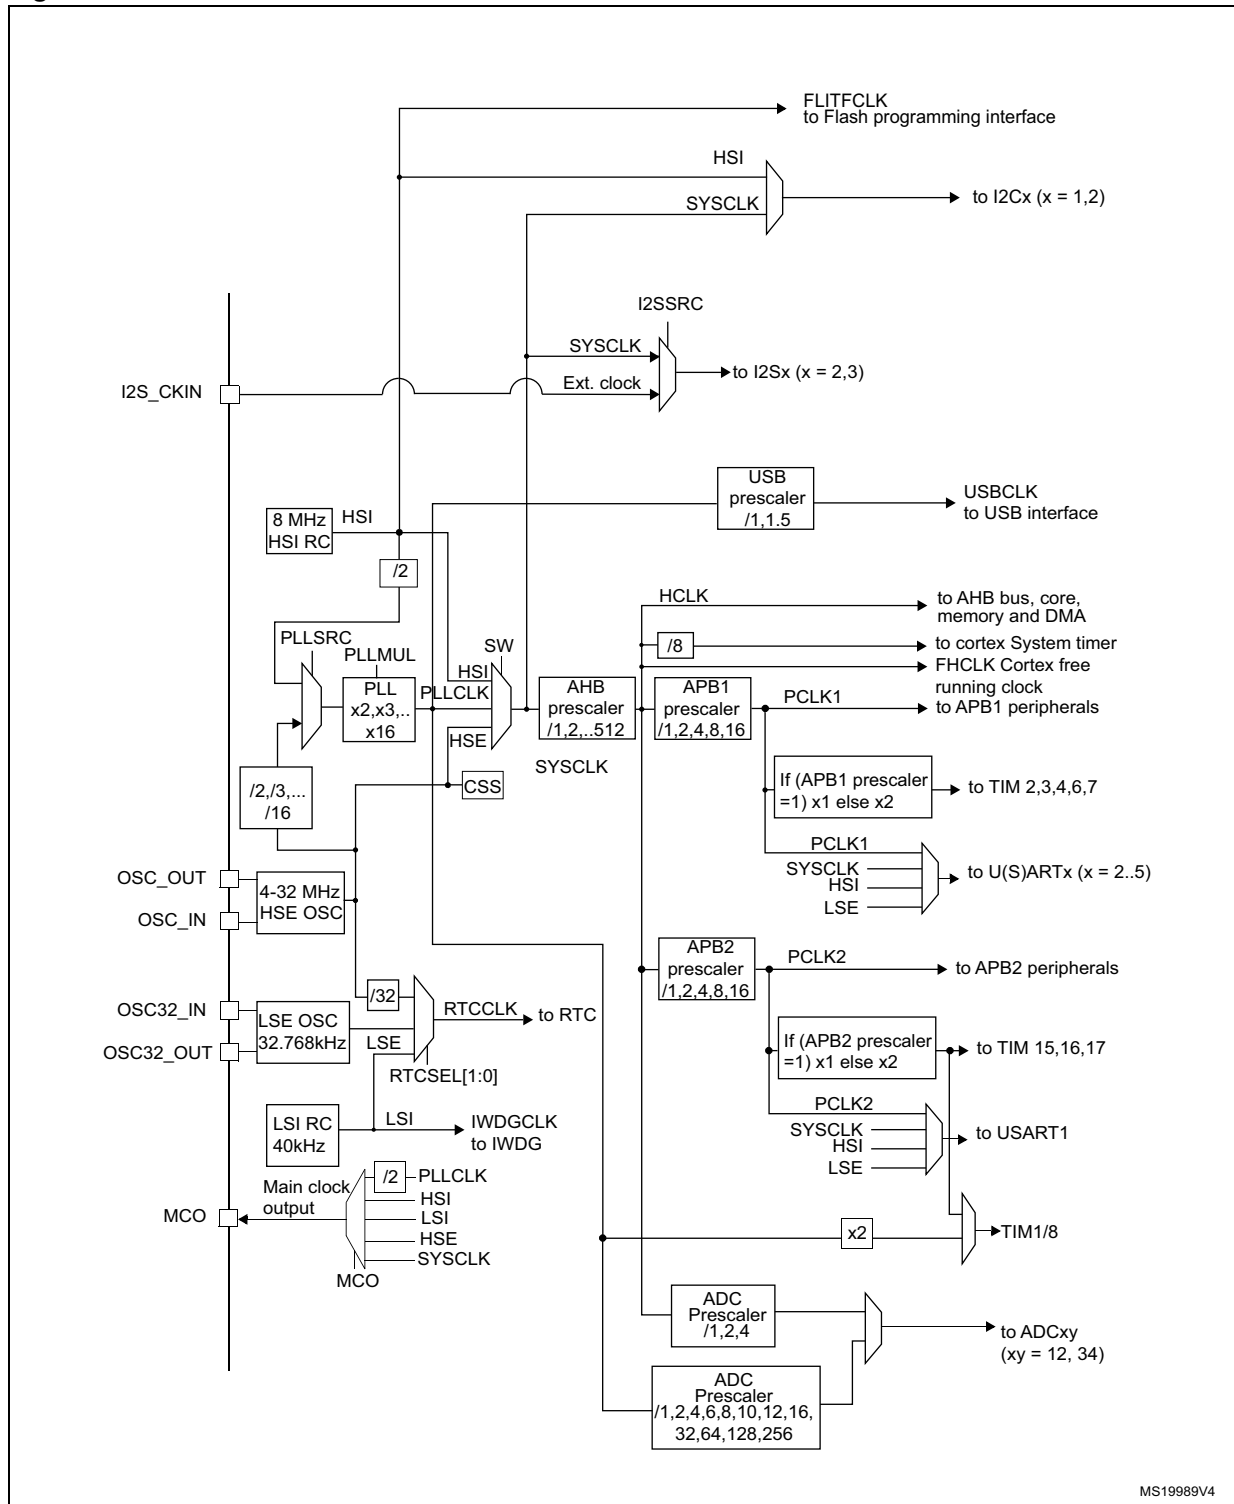 FLITFCLK
to Flash programming interface
HSI
SYSCLK
to I2Cx (x = 1,2)
I2SSRC
SYSCLK
to I2Sx (x = 2,3)
Ext. clock
I2S_CKIN
USB
prescaler
/1,1.5
USBCLK
to USB interface
8 MHz
HSI RC
HSI
/2
HCLK
to AHB bus, core,
memory and DMA
/8
to cortex System timer
FHCLK Cortex free
running clock
PLLSRC
PLLMUL
PLL
x2,x3,..
x16
PLLCLK
SW
HSI
HSE
AHB
prescaler
/1,2,..512
SYSCLK
APB1
prescaler
/1,2,4,8,16
PCLK1
to APB1 peripherals
/2,/3,...
/16
CSS
If (APB1 prescaler
=1) x1 else x2
to TIM 2,3,4,6,7
PCLK1
SYSCLK
HSI
LSE
to U(S)ARTx (x = 2..5)
OSC_OUT
OSC_IN
4-32 MHz
HSE OSC
APB2
prescaler
/1,2,4,8,16
PCLK2
to APB2 peripherals
OSC32_IN
OSC32_OUT
LSE OSC
32.768kHz
/32
LSE
RTCCLK
to RTC
RTCSEL[1:0]
If (APB2 prescaler
=1) x1 else x2
to TIM 15,16,17
LSI RC
40kHz
LSI
IWDGCLK
to IWDG
PCLK2
SYSCLK
HSI
LSE
to USART1
MCO
Main clock
output
/2
PLLCLK
HSI
LSI
HSE
SYSCLK
MCO
x2
TIM1/8
ADC
Prescaler
/1,2,4
to ADCxy
(xy = 12, 34)
ADC
Prescaler
/1,2,4,6,8,10,12,16,
32,64,128,256
MS19989V4